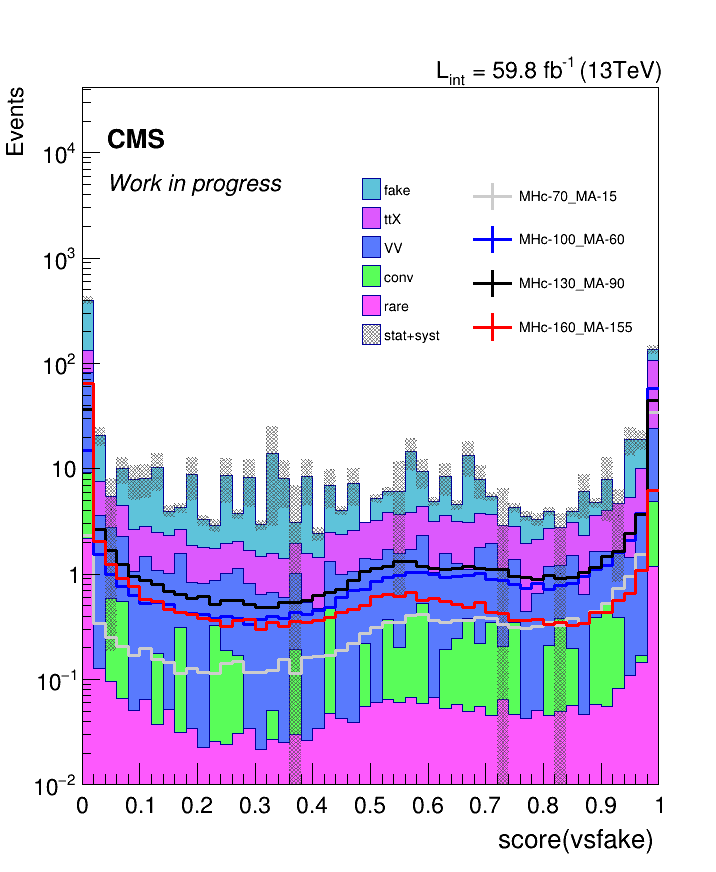 L_int = 59.8 fb^-1 (13TeV)
Events
CMS
Work in progress
fake
ttX
VV
conv
rare
stat+syst
MHc-70_MA-15
MHc-100_MA-60
MHc-130_MA-90
MHc-160_MA-155
10^4
10^3
10^2
10
1
10^−1
10^−2
0 0.1 0.2 0.3 0.4 0.5 0.6 0.7 0.8 0.9 1
score(vsfake)